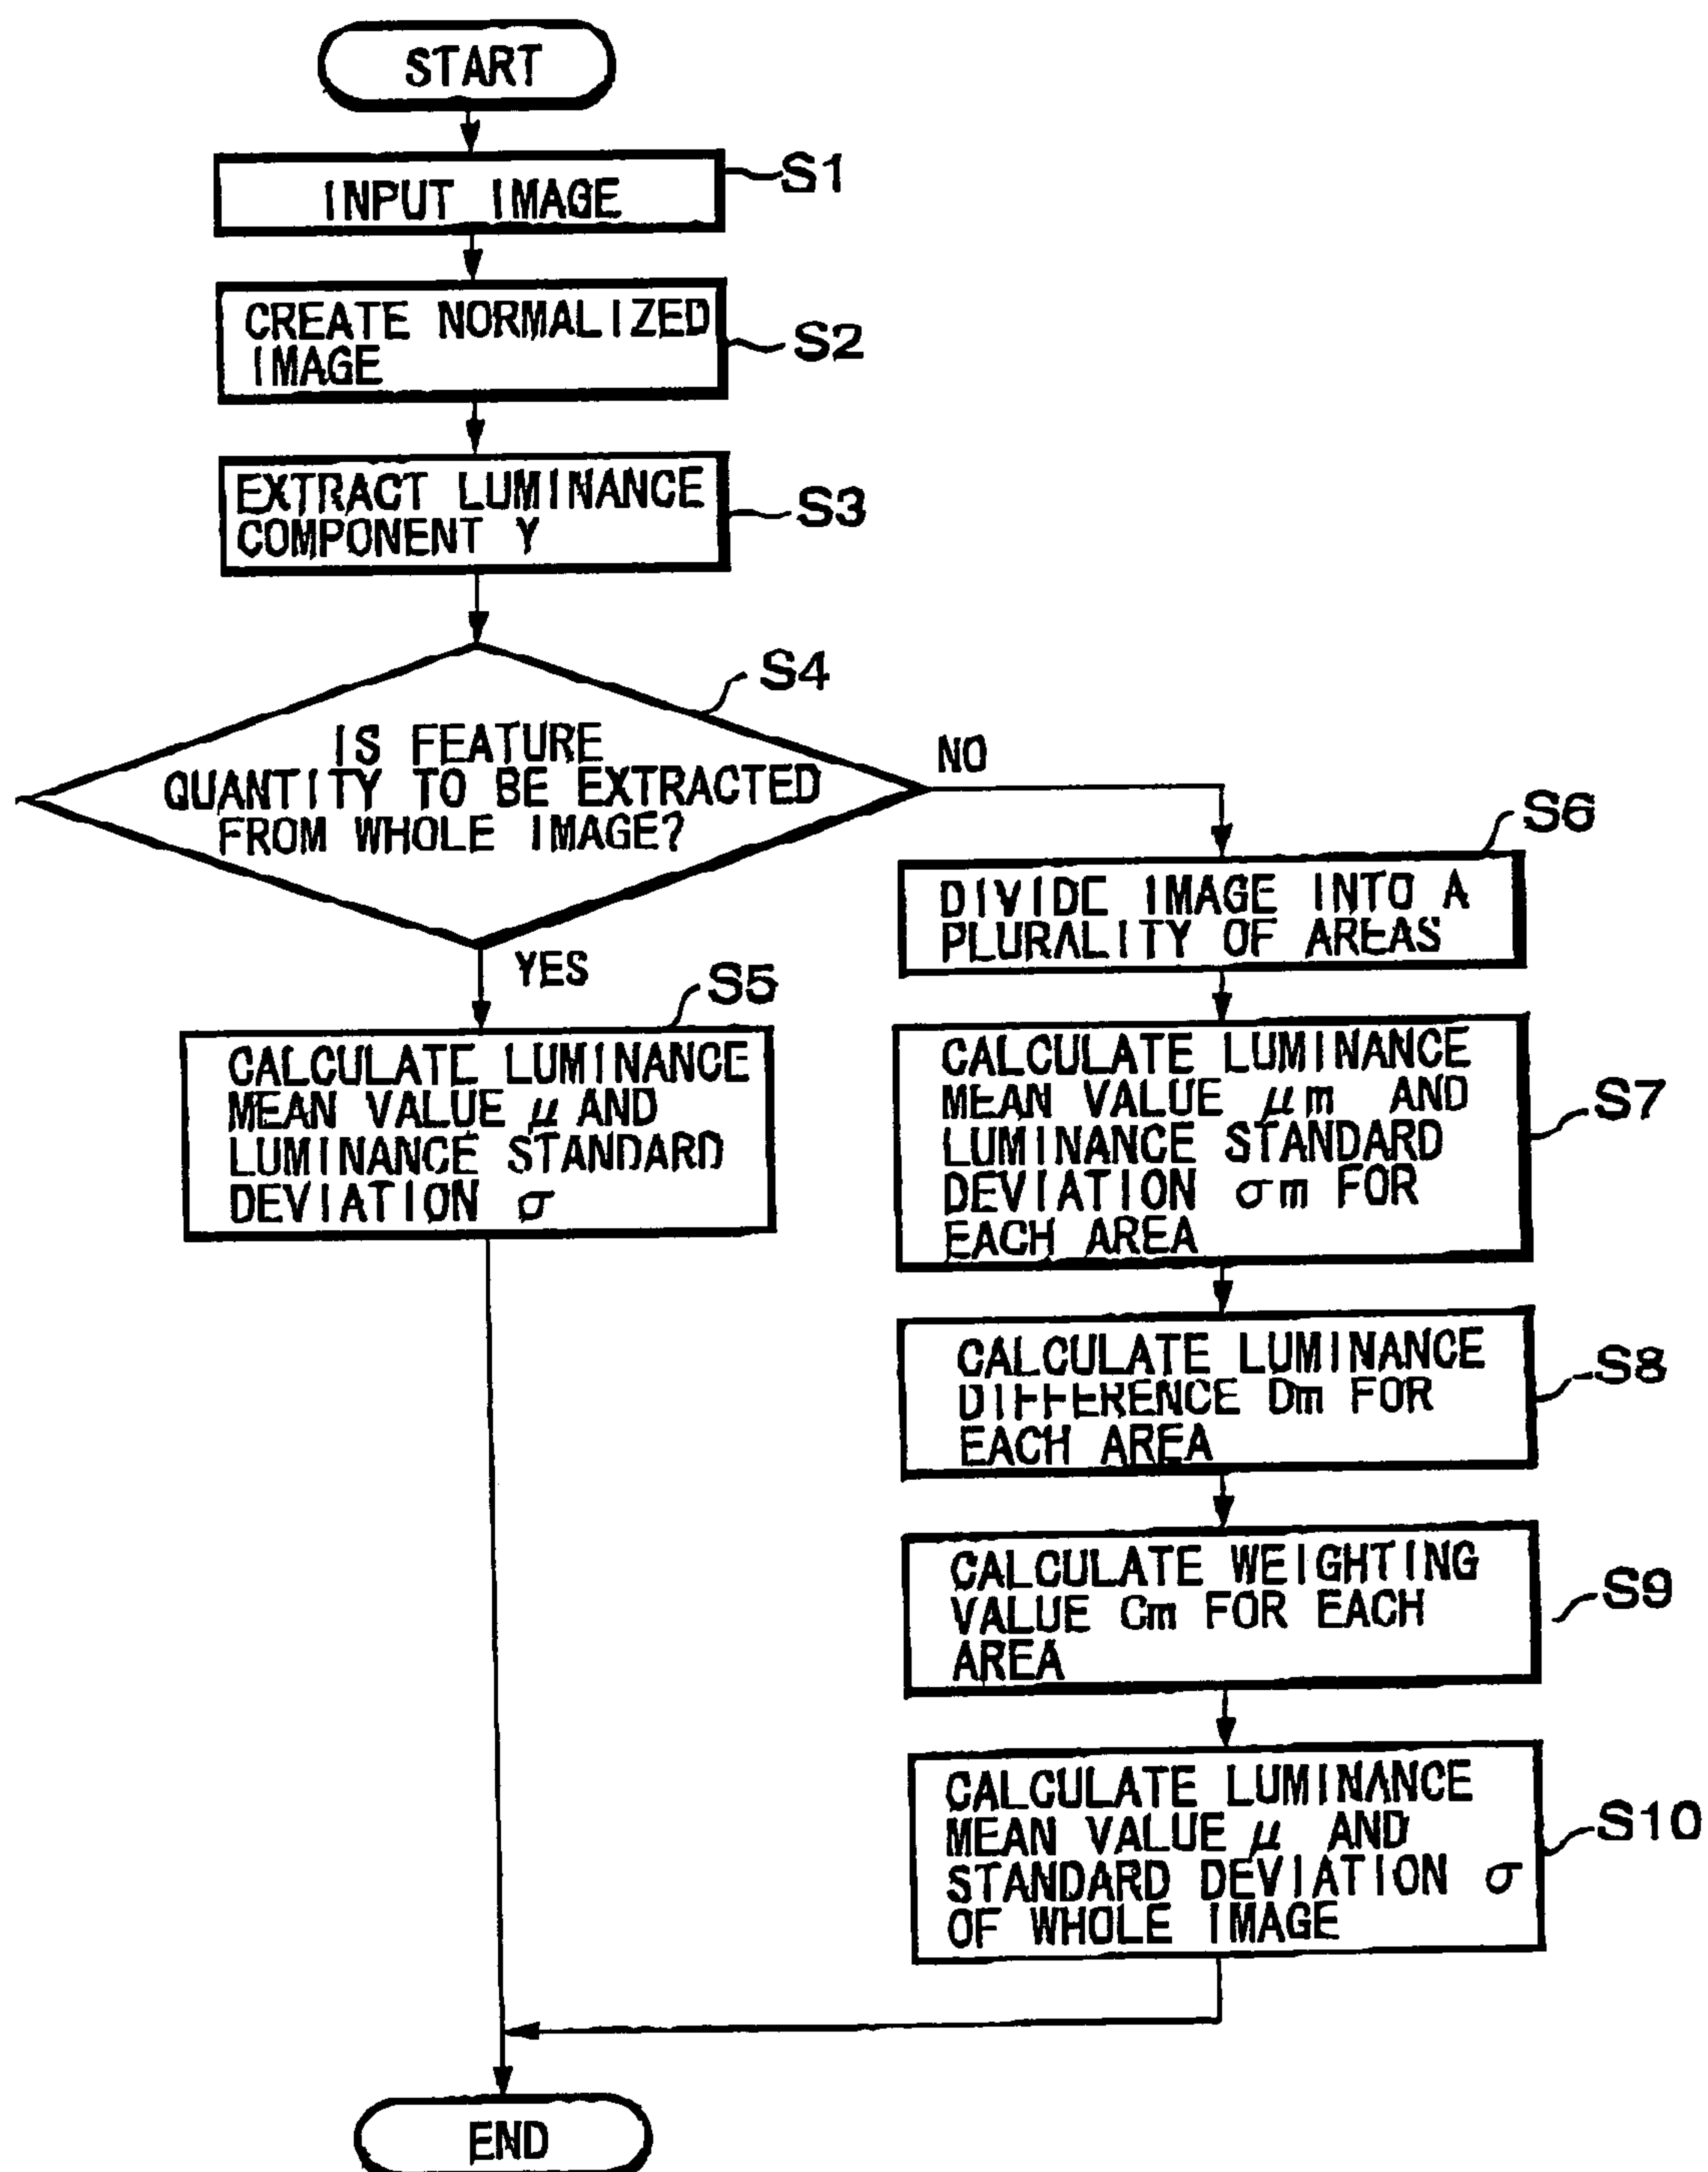 START
INPUT IMAGE
S1
CREATE NORMALIZED
IMAGE
S2
EXTRACT LUMINANCE
COMPONENT Y
S3
S4
IS FEATURE
QUANTITY TO BE EXTRACTED
FROM WHOLE IMAGE?
NO
YES
S5
CALCULATE LUMINANCE
MEAN VALUE μ AND
LUMINANCE STANDARD
DEVIATION σ
S6
DIVIDE IMAGE INTO A
PLURALITY OF AREAS
CALCULATE LUMINANCE
MEAN VALUE μm AND
LUMINANCE STANDARD
DEVIATION σm FOR
EACH AREA
S7
CALCULATE LUMINANCE
DIFFERENCE Dm FOR
EACH AREA
S8
CALCULATE WEIGHTING
VALUE Cm FOR EACH
AREA
S9
CALCULATE LUMINANCE
MEAN VALUE μ AND
STANDARD DEVIATION σ
OF WHOLE IMAGE
S10
END